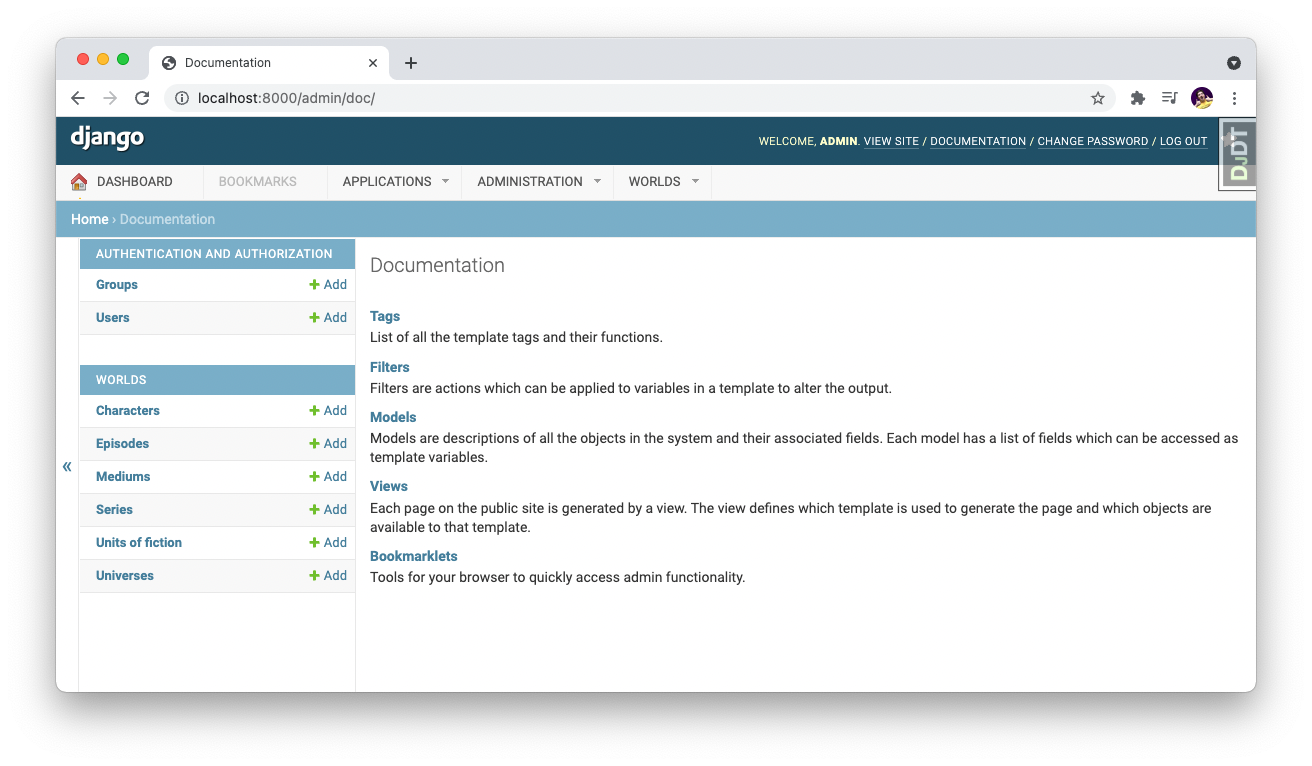 Documentation
localhost:8000/admin/doc/
django
WELCOME, ADMIN. VIEW SITE / DOCUMENTATION / CHANGE PASSWORD / LOG OUT
DJDT
DASHBOARD
BOOKMARKS
APPLICATIONS
ADMINISTRATION
WORLDS
Home › Documentation
«
AUTHENTICATION AND AUTHORIZATION
Groups + Add
Users + Add
WORLDS
Characters + Add
Episodes + Add
Mediums + Add
Series + Add
Units of fiction + Add
Universes + Add
Documentation
Tags
List of all the template tags and their functions.
Filters
Filters are actions which can be applied to variables in a template to alter the output.
Models
Models are descriptions of all the objects in the system and their associated fields. Each model has a list of fields which can be accessed as
template variables.
Views
Each page on the public site is generated by a view. The view defines which template is used to generate the page and which objects are
available to that template.
Bookmarklets
Tools for your browser to quickly access admin functionality.